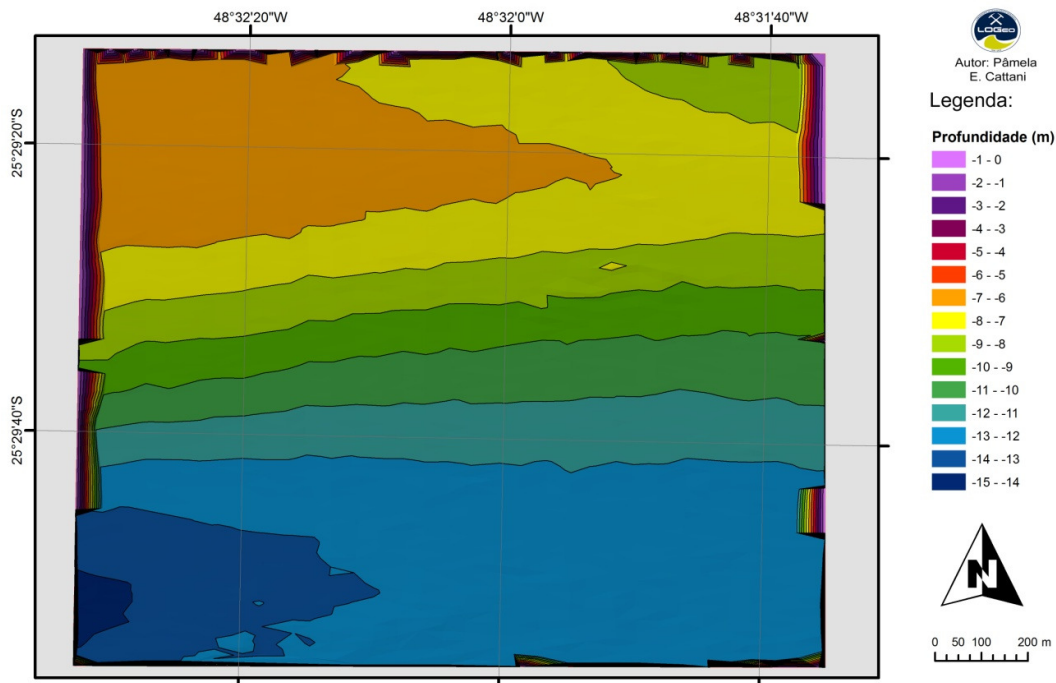 48°32'20"W
48°32'0"W
48°31'40"W
25°29'20"S
25°29'40"S
LOGeo
Autor: Pâmela
E. Cattani
Legenda:
Profundidade (m)
-1 - 0
-2 - -1
-3 - -2
-4 - -3
-5 - -4
-6 - -5
-7 - -6
-8 - -7
-9 - -8
-10 - -9
-11 - -10
-12 - -11
-13 - -12
-14 - -13
-15 - -14
N
0 50 100 200 m